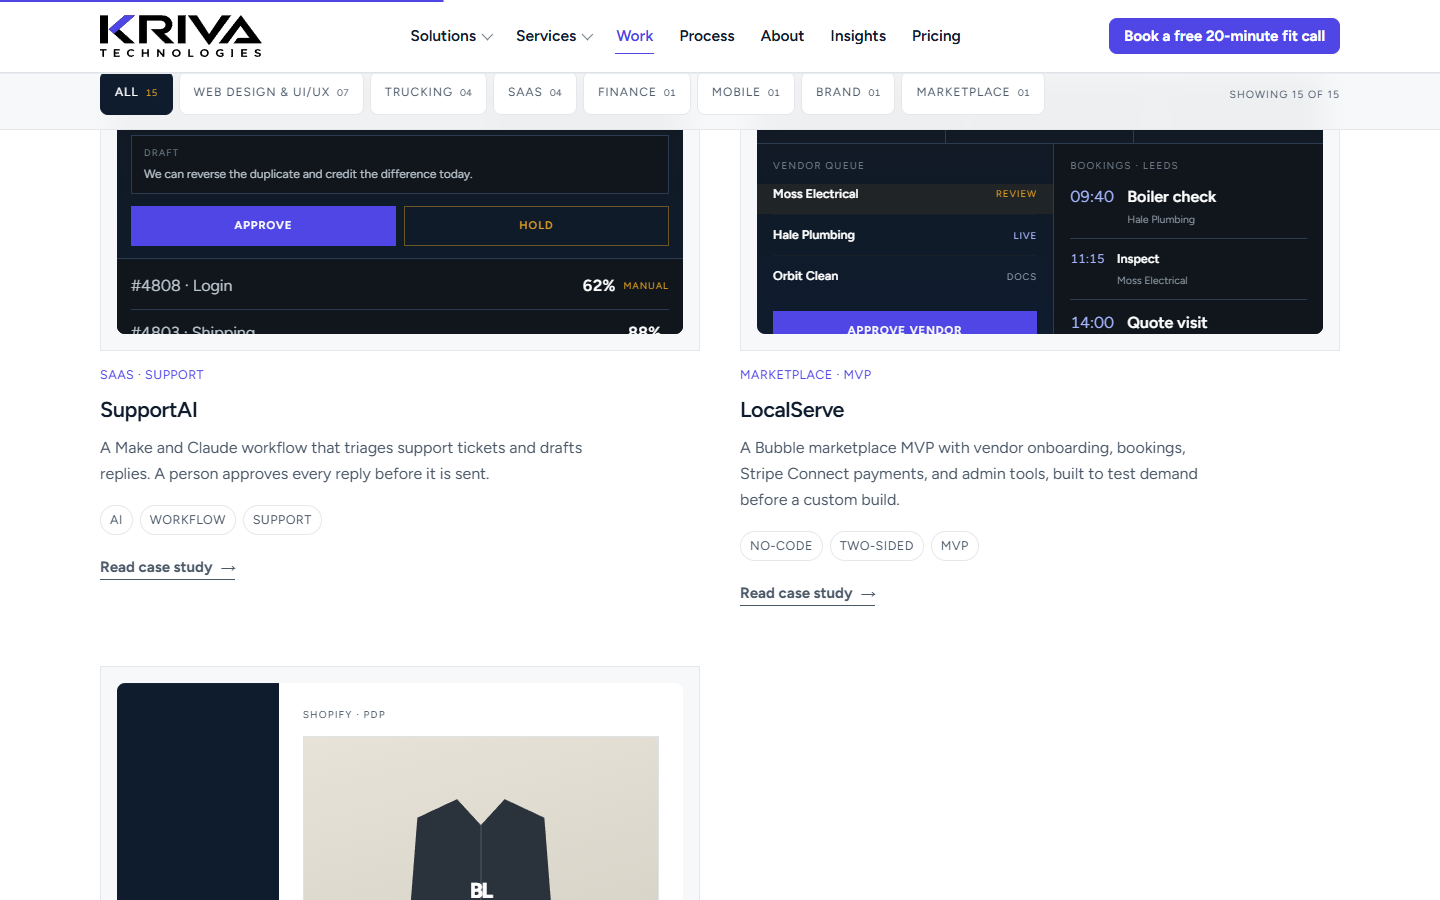 KRIVA
TECHNOLOGIES
Solutions
Services
Work
Process
About
Insights
Pricing
Book a free 20-minute fit call
ALL 15
WEB DESIGN & UI/UX 07
TRUCKING 04
SAAS 04
FINANCE 01
MOBILE 01
BRAND 01
MARKETPLACE 01
SHOWING 15 OF 15
DRAFT
We can reverse the duplicate and credit the difference today.
APPROVE
HOLD
#4808 · Login
62% MANUAL
#4803 · Shipping
88%
VENDOR QUEUE
Moss Electrical
REVIEW
Hale Plumbing
LIVE
Orbit Clean
DOCS
APPROVE VENDOR
BOOKINGS · LEEDS
09:40 Boiler check
Hale Plumbing
11:15 Inspect
Moss Electrical
14:00 Quote visit
SAAS · SUPPORT
SupportAI
A Make and Claude workflow that triages support tickets and drafts
replies. A person approves every reply before it is sent.
AI
WORKFLOW
SUPPORT
Read case study →
MARKETPLACE · MVP
LocalServe
A Bubble marketplace MVP with vendor onboarding, bookings,
Stripe Connect payments, and admin tools, built to test demand
before a custom build.
NO-CODE
TWO-SIDED
MVP
Read case study →
SHOPIFY · PDP
BL